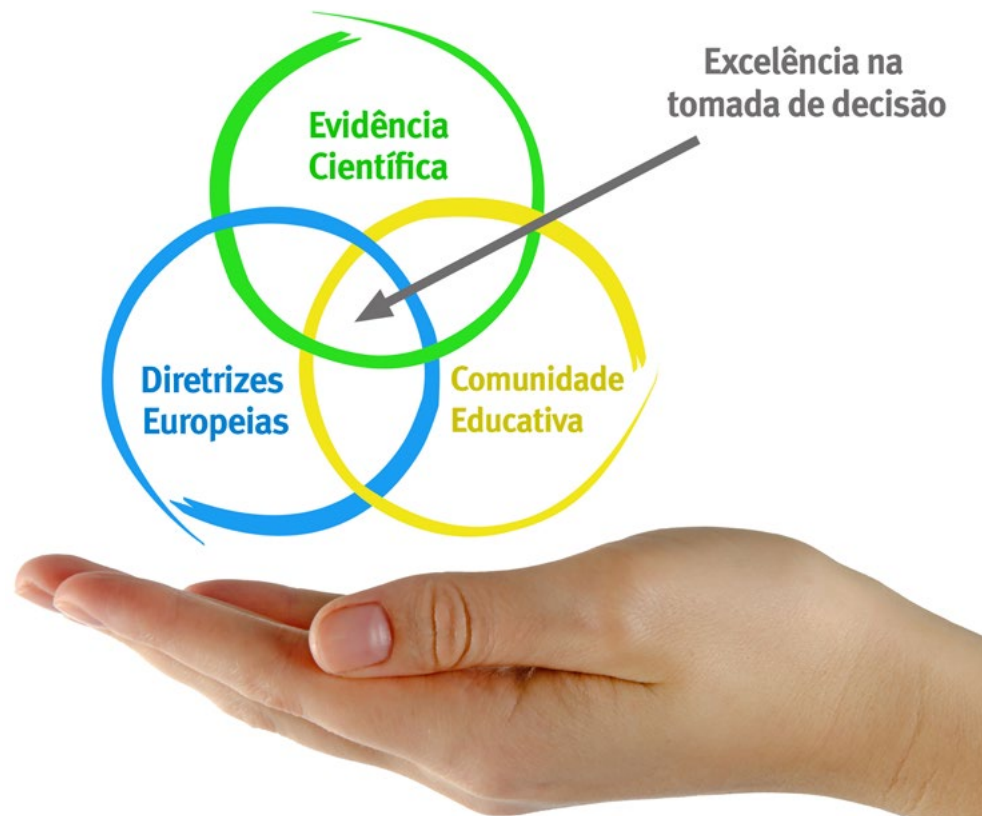 Excelência na
tomada de decisão
Evidência
Científica
Diretrizes
Europeias
Comunidade
Educativa